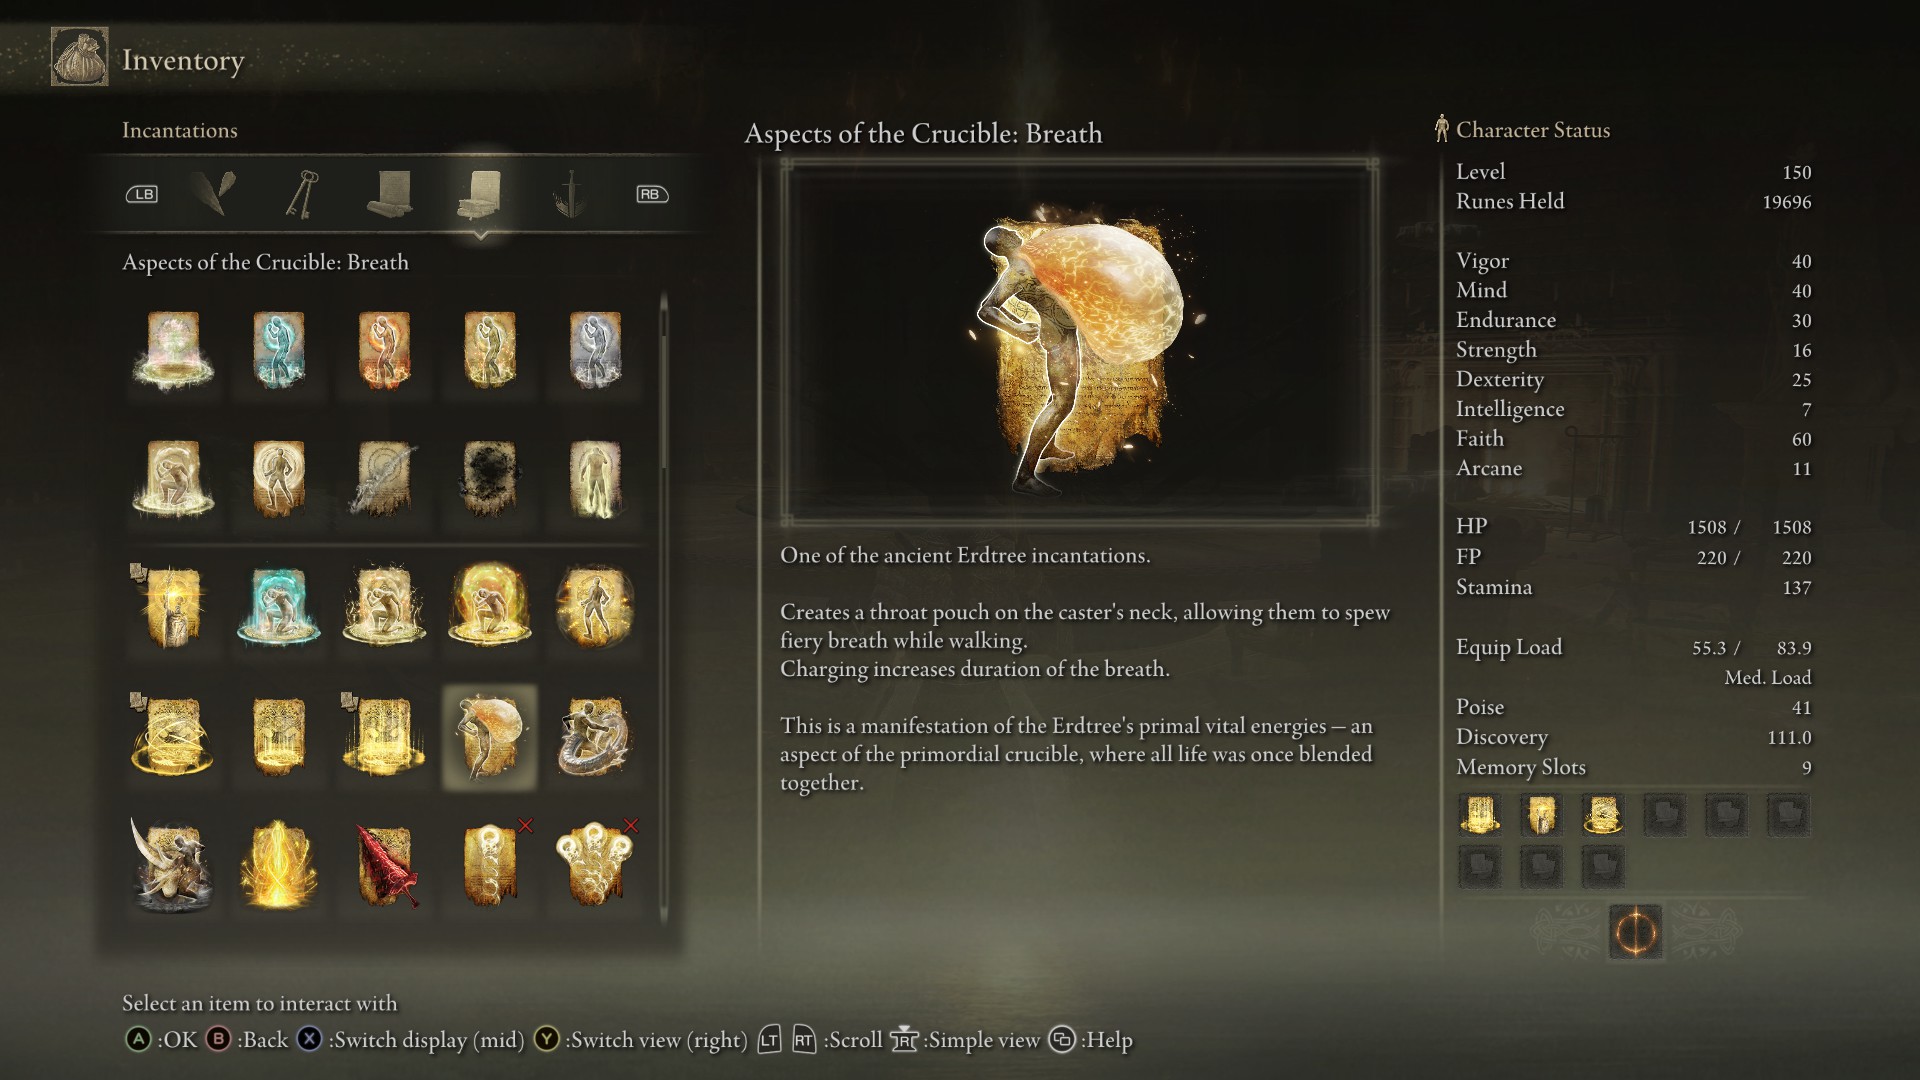 Inventory
Incantations
LB
RB
Aspects of the Crucible: Breath
Aspects of the Crucible: Breath
One of the ancient Erdtree incantations.
Creates a throat pouch on the caster's neck, allowing them to spew
fiery breath while walking.
Charging increases duration of the breath.
This is a manifestation of the Erdtree's primal vital energies — an
aspect of the primordial crucible, where all life was once blended
together.
Character Status
Level 150
Runes Held 19696
Vigor 40
Mind 40
Endurance 30
Strength 16
Dexterity 25
Intelligence 7
Faith 60
Arcane 11
HP 1508 / 1508
FP 220 / 220
Stamina 137
Equip Load 55.3 / 83.9
Med. Load
Poise 41
Discovery 111.0
Memory Slots 9
Select an item to interact with
A :OK B :Back X :Switch display (mid) Y :Switch view (right) LT RT :Scroll R :Simple view :Help